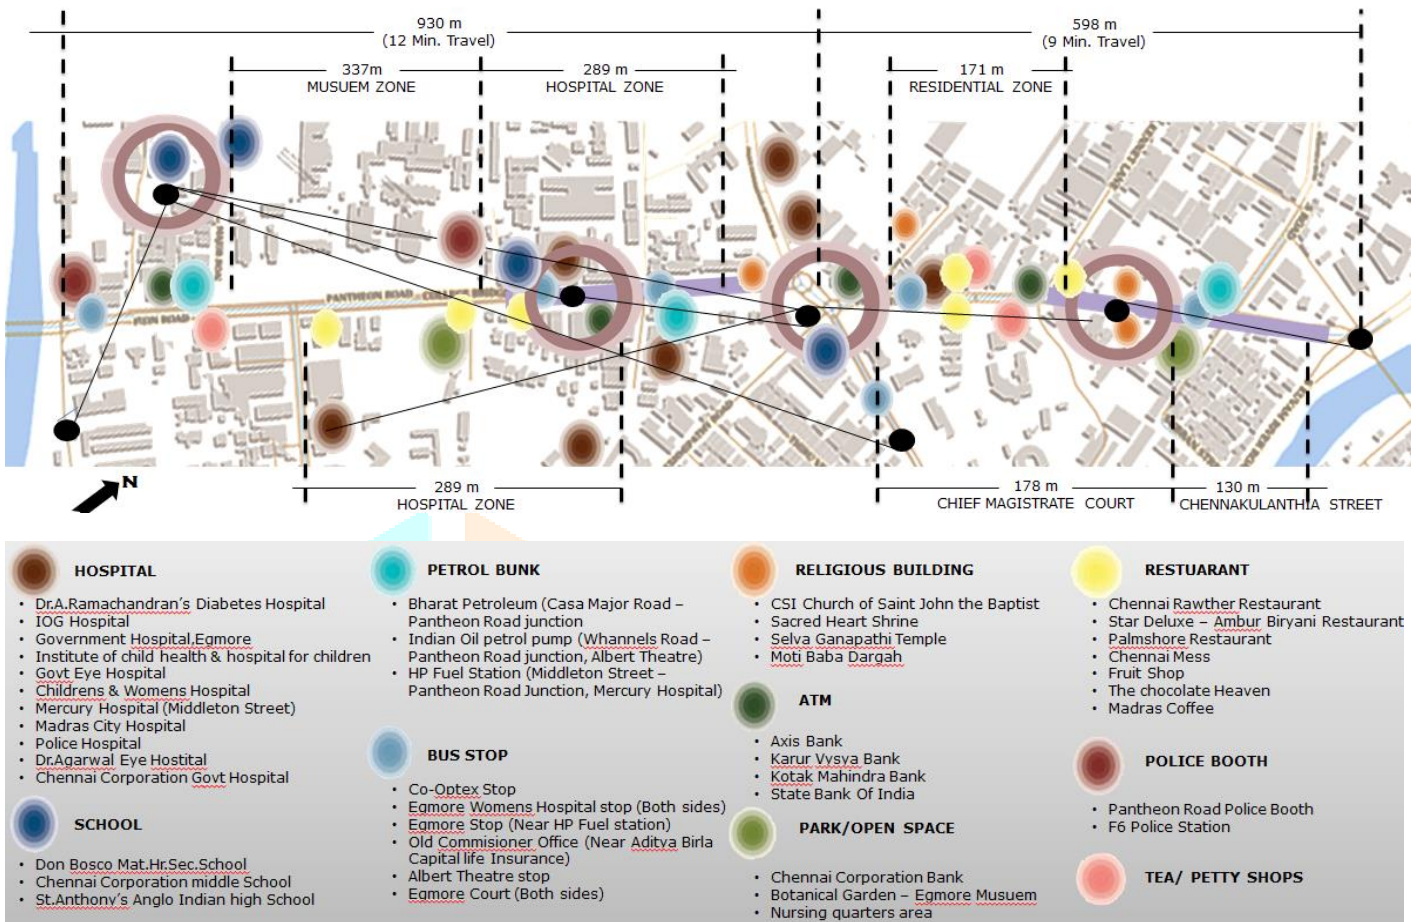 930 m
(12 Min. Travel)
598 m
(9 Min. Travel)
337m
MUSUEM ZONE
289 m
HOSPITAL ZONE
171 m
RESIDENTIAL ZONE
PANTHEON ROAD
N
289 m
HOSPITAL ZONE
178 m
CHIEF MAGISTRATE COURT
130 m
CHENNAKULANTHIA STREET
HOSPITAL
• Dr.A.Ramachandran's Diabetes Hospital
• IOG Hospital
• Government Hospital,Egmore
• Institute of child health & hospital for children
• Govt Eye Hospital
• Childrens & Womens Hospital
• Mercury Hospital (Middleton Street)
• Madras City Hospital
• Police Hospital
• Dr.Agarwal Eye Hostital
• Chennai Corporation Govt Hospital
SCHOOL
• Don Bosco Mat.Hr.Sec.School
• Chennai Corporation middle School
• St.Anthony's Anglo Indian high School
PETROL BUNK
• Bharat Petroleum (Casa Major Road –
Pantheon Road junction
• Indian Oil petrol pump (Whannels Road –
Pantheon Road junction, Albert Theatre)
• HP Fuel Station (Middleton Street –
Pantheon Road Junction, Mercury Hospital)
BUS STOP
• Co-Optex Stop
• Egmore Womens Hospital stop (Both sides)
• Egmore Stop (Near HP Fuel station)
• Old Commisioner Office (Near Aditya Birla
Capital life Insurance)
• Albert Theatre stop
• Egmore Court (Both sides)
RELIGIOUS BUILDING
• CSI Church of Saint John the Baptist
• Sacred Heart Shrine
• Selva Ganapathi Temple
• Moti Baba Dargah
ATM
• Axis Bank
• Karur Vysya Bank
• Kotak Mahindra Bank
• State Bank Of India
PARK/OPEN SPACE
• Chennai Corporation Bank
• Botanical Garden – Egmore Musuem
• Nursing quarters area
RESTUARANT
• Chennai Rawther Restaurant
• Star Deluxe – Ambur Biryani Restaurant
• Palmshore Restaurant
• Chennai Mess
• Fruit Shop
• The chocolate Heaven
• Madras Coffee
POLICE BOOTH
• Pantheon Road Police Booth
• F6 Police Station
TEA/ PETTY SHOPS